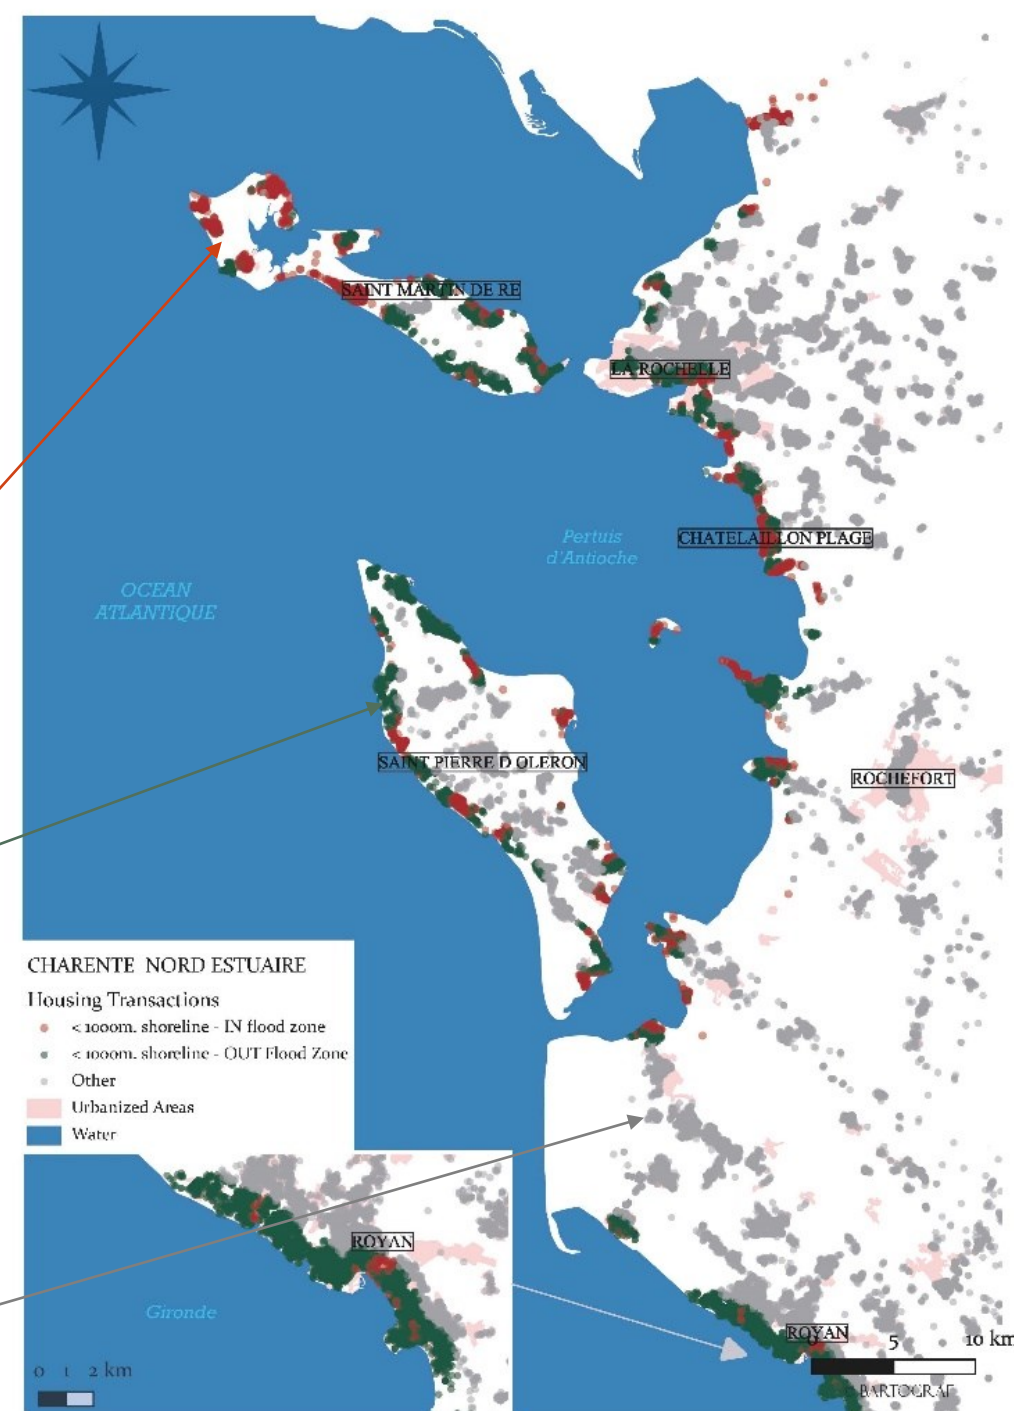 SAINT MARTIN DE RE
LA ROCHELLE
Pertuis
d'Antioche
CHATELAILLON PLAGE
OCEAN
ATLANTIQUE
SAINT PIERRE D OLERON
ROCHEFORT
CHARENTE NORD ESTUAIRE
Housing Transactions
< 1000m. shoreline - IN flood zone
< 1000m. shoreline - OUT Flood Zone
Other
Urbanized Areas
Water
ROYAN
Gironde
0 1 2 km
ROYAN
0 5 10 km
BARTOGRAF